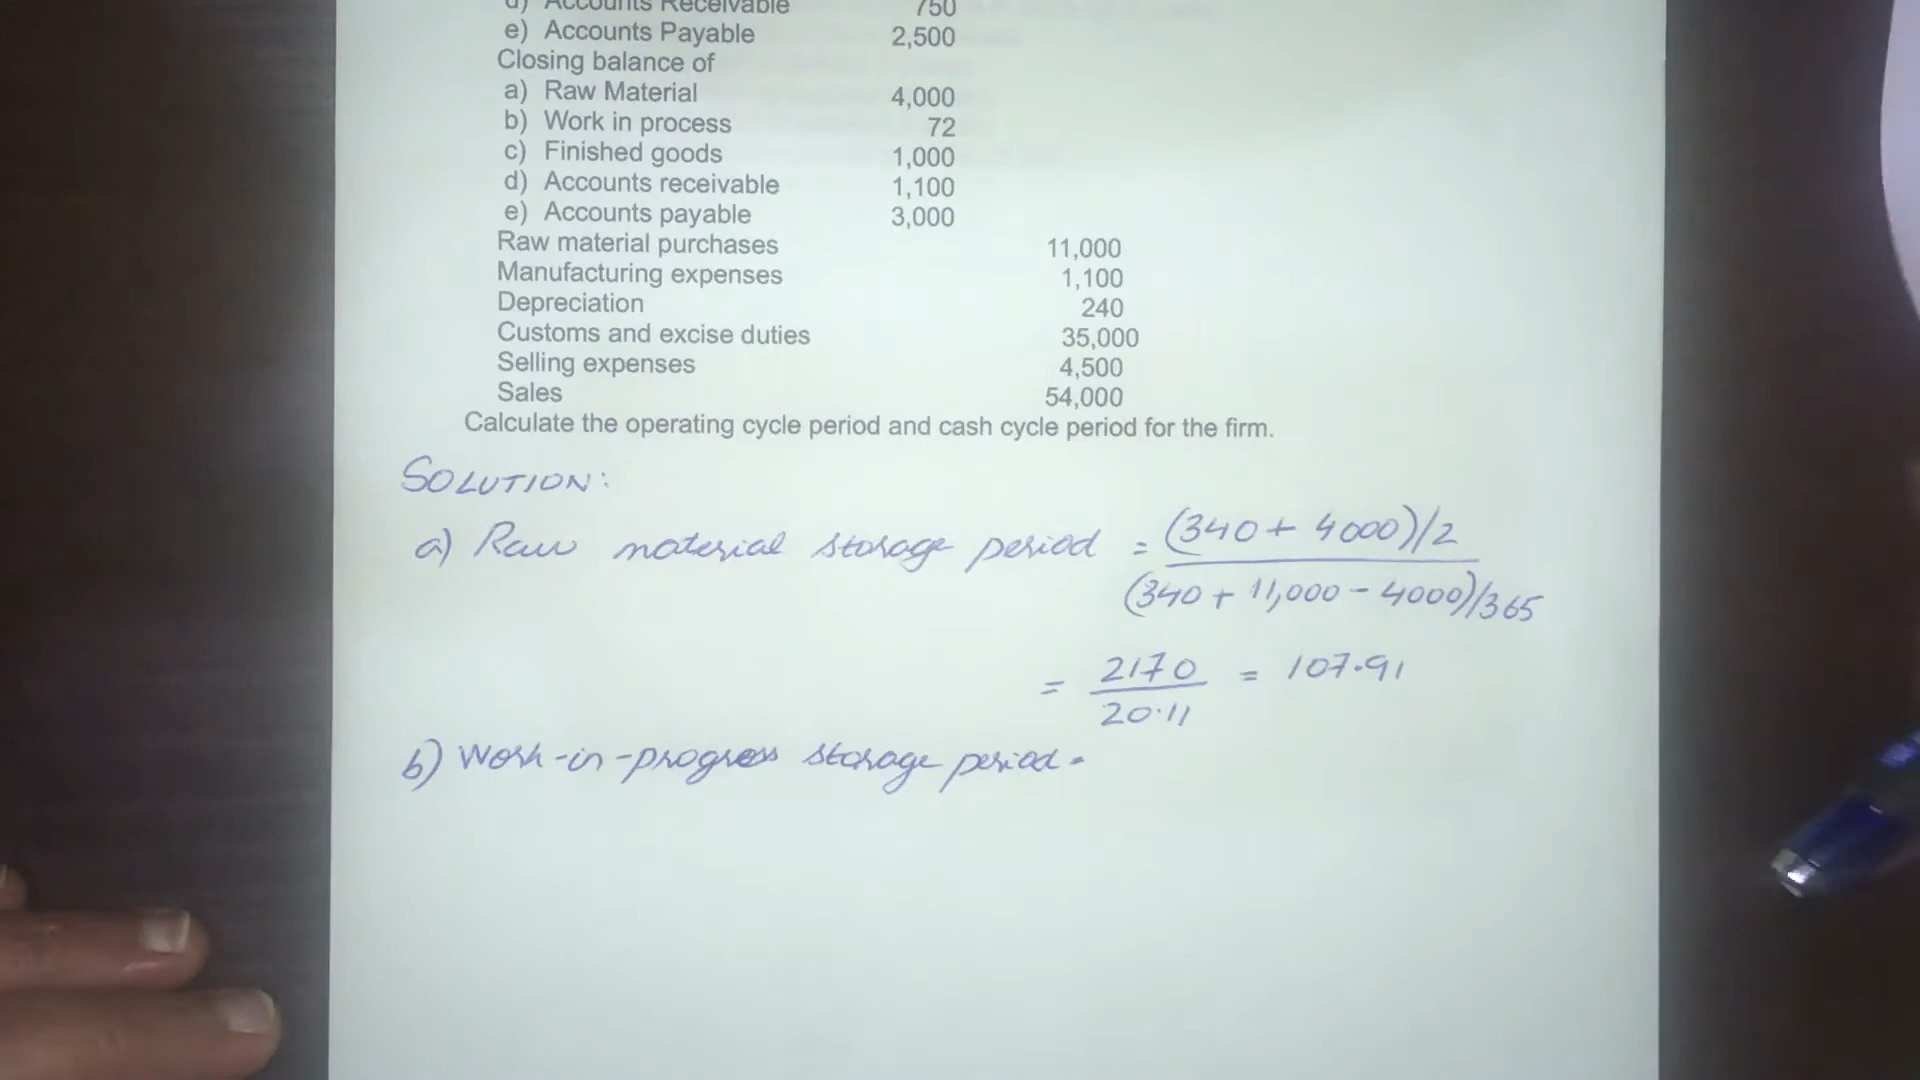 d) Accounts Receivable 750
e) Accounts Payable 2,500
Closing balance of
a) Raw Material 4,000
b) Work in process 72
c) Finished goods 1,000
d) Accounts receivable 1,100
e) Accounts payable 3,000
Raw material purchases 11,000
Manufacturing expenses 1,100
Depreciation 240
Customs and excise duties 35,000
Selling expenses 4,500
Sales 54,000
Calculate the operating cycle period and cash cycle period for the firm.
SOLUTION:
a) Raw material storage period = (340 + 4000)/2
(340 + 11,000 - 4000)/365
= 2170 = 107.91
20.11
b) Work-in-progress storage period -